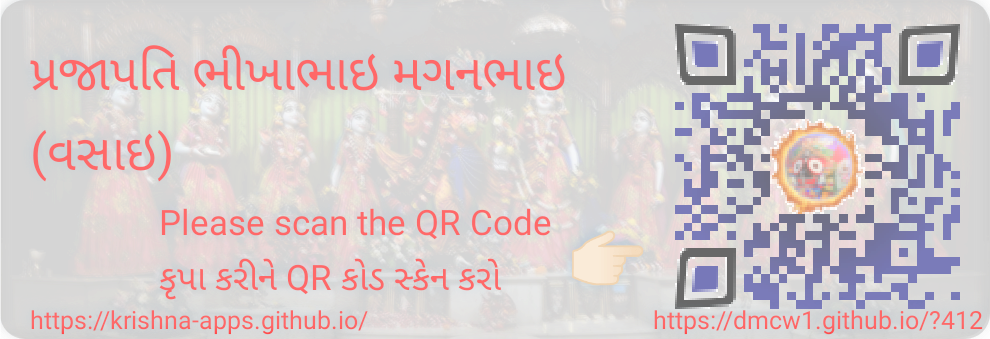 પ્રજાપતિ ભીખાભાઇ મગનભાઇ
(વસાઇ)
Please scan the QR Code
કૃપા કરીને QR કોડ સ્કેન કરો
https://krishna-apps.github.io/
https://dmcw1.github.io/?412